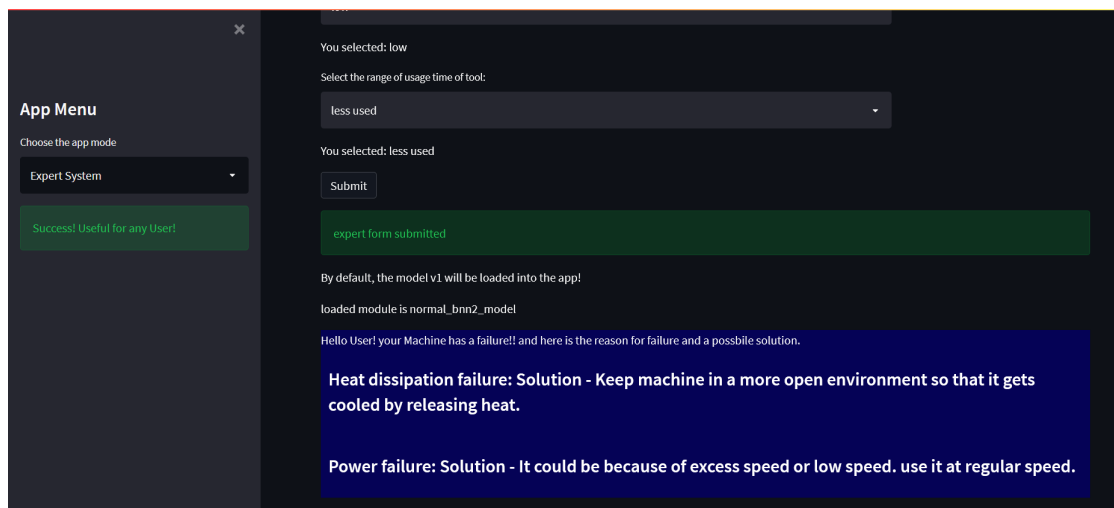 App Menu
Choose the app mode
Expert System
Success! Useful for any User!
You selected: low
Select the range of usage time of tool:
less used
You selected: less used
Submit
expert form submitted
By default, the model v1 will be loaded into the app!
loaded module is normal_bnn2_model
Hello User! your Machine has a failure!! and here is the reason for failure and a possbile solution.
Heat dissipation failure: Solution - Keep machine in a more open environment so that it gets
cooled by releasing heat.
Power failure: Solution - It could be because of excess speed or low speed. use it at regular speed.